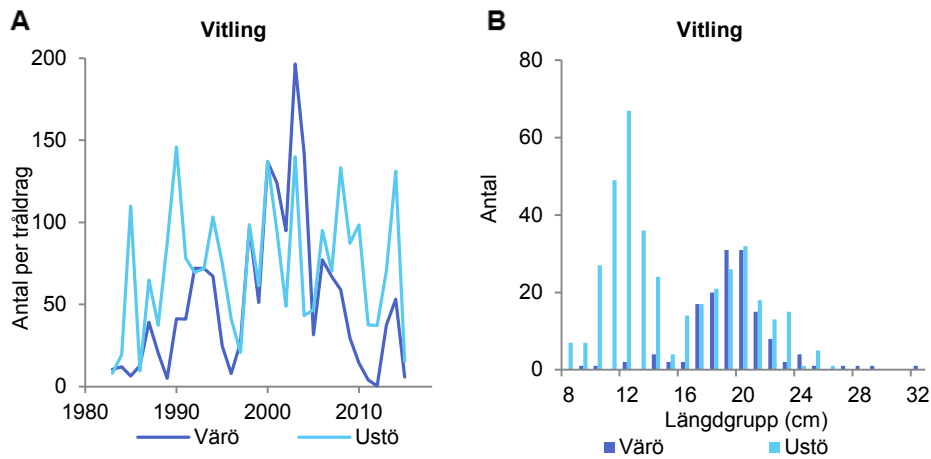 A
Vitling
Antal per tråldrag
200
150
100
50
0
1980
1990
2000
2010
Värö
Ustö
B
Vitling
Antal
80
60
40
20
0
8
12
16
20
24
28
32
Längdgrupp (cm)
Värö
Ustö